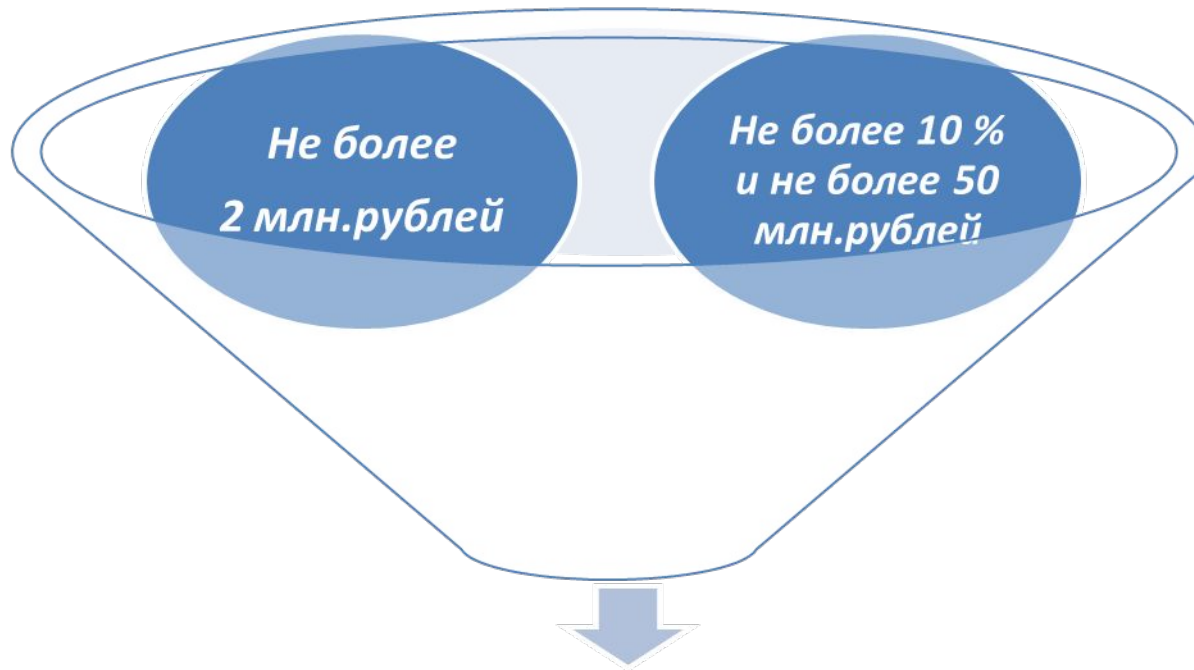 Не более
2 млн.рублей
Не более 10 %
и не более 50
млн.рублей